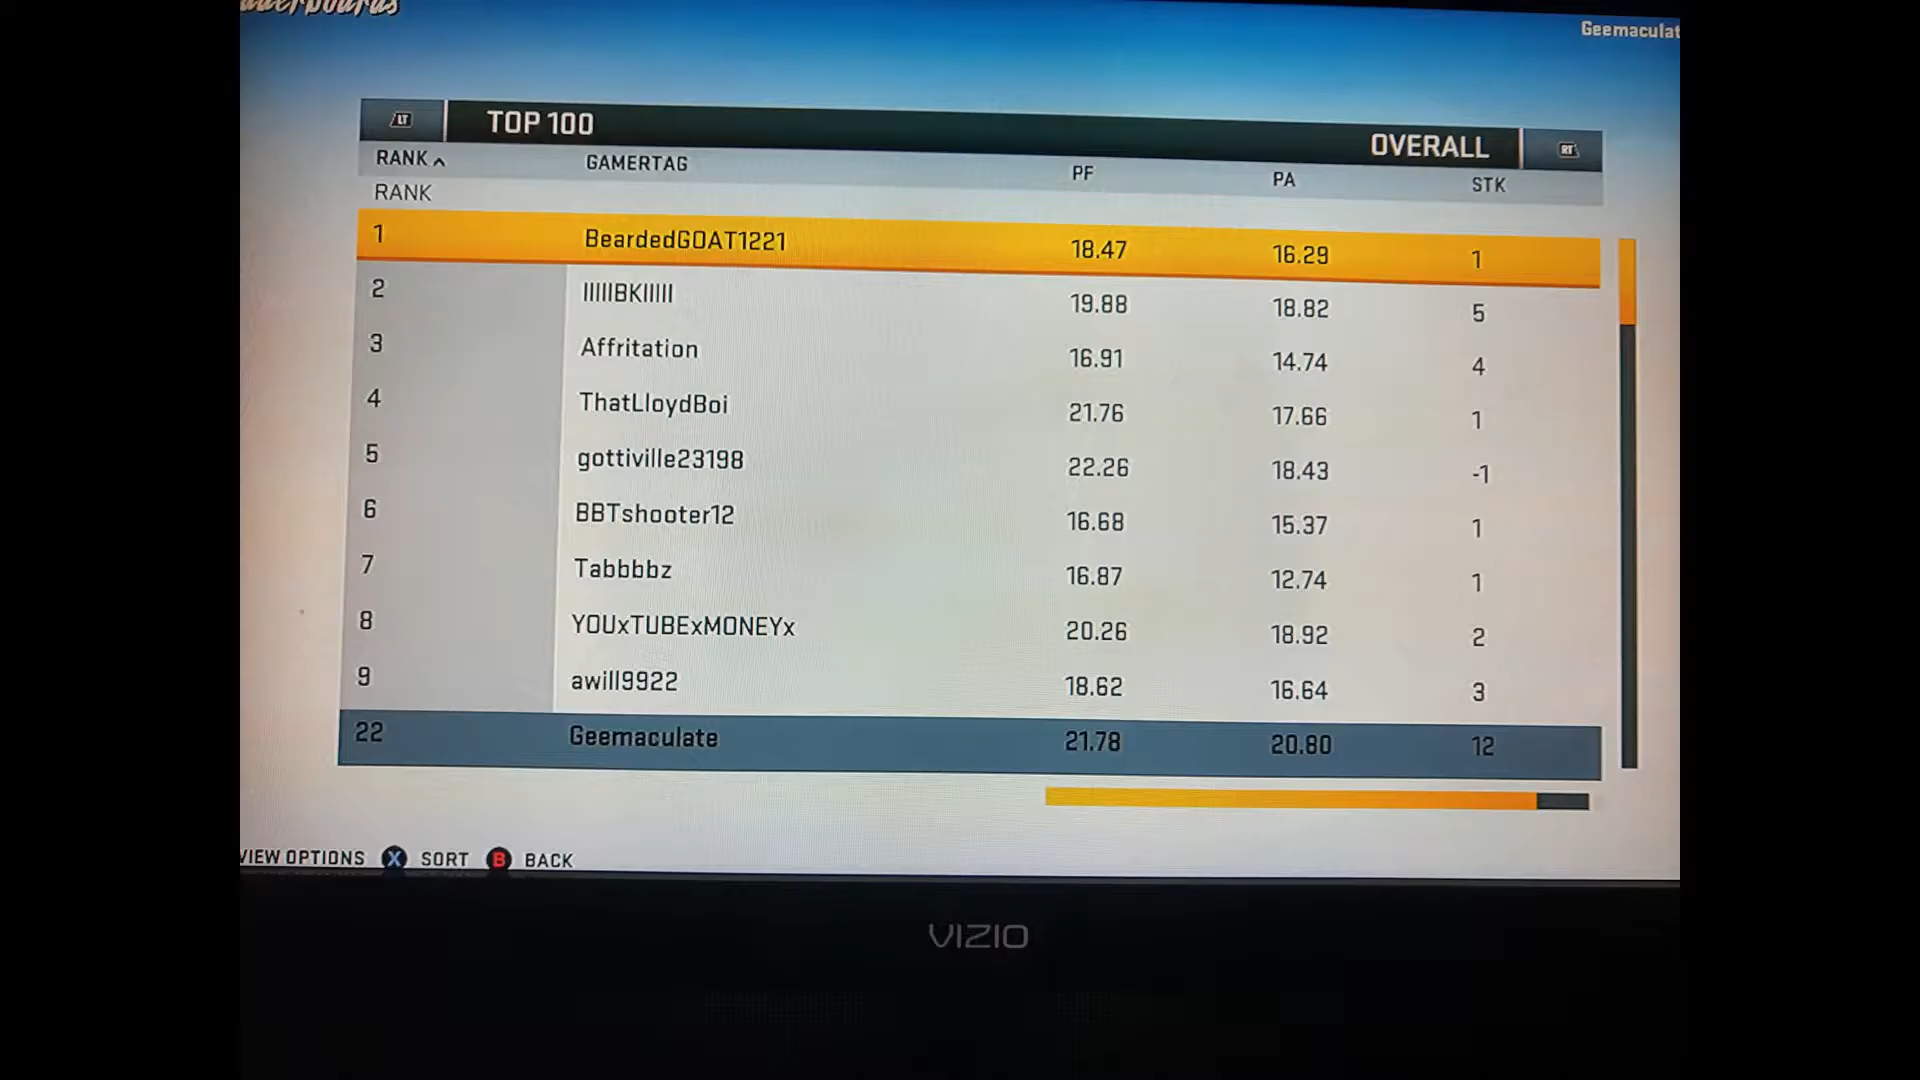 Geemaculat
LT TOP 100 OVERALL RT
RANK GAMERTAG PF PA STK
RANK
1 BeardedGOAT1221 18.47 16.29 1
2 IIIIIBKIIIII 19.88 18.82 5
3 Affritation 16.91 14.74 4
4 ThatLloydBoi 21.76 17.66 1
5 gottiville23198 22.26 18.43 -1
6 BBTshooter12 16.68 15.37 1
7 Tabbbbz 16.87 12.74 1
8 YOUxTUBExMONEYx 20.26 18.92 2
9 awill9922 18.62 16.64 3
22 Geemaculate 21.78 20.80 12
VIEW OPTIONS X SORT B BACK
VIZIO